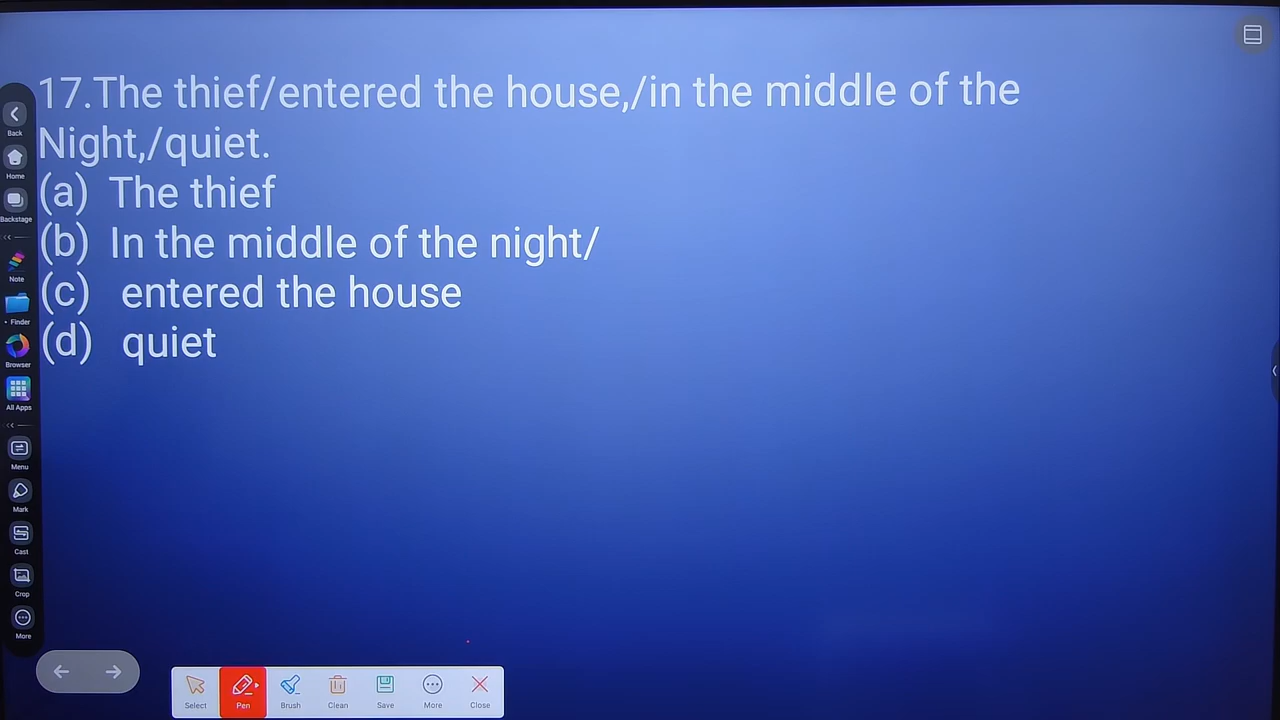 17.The thief/entered the house,/in the middle of the
Night,/quiet.
(a) The thief
(b) In the middle of the night/
(c) entered the house
(d) quiet
Back
Home
Backstage
Note
Finder
Browser
All Apps
Menu
Mark
Cast
Crop
More
Select
Pen
Brush
Clean
Save
More
Close